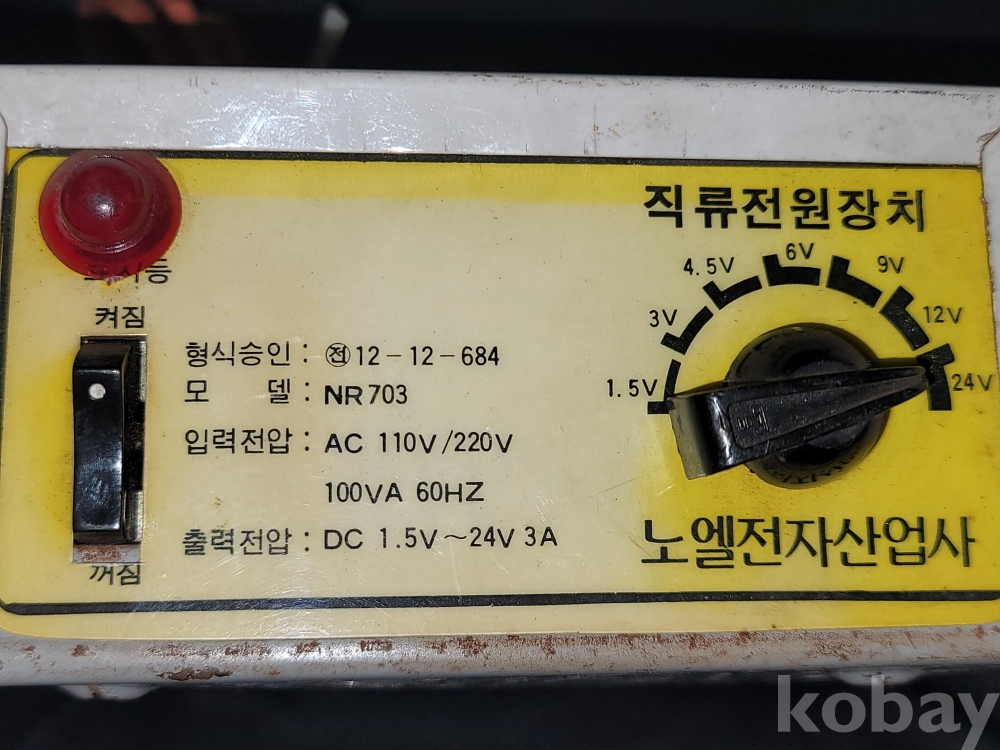 직류전원장치
1.5V 3V 4.5V 6V 9V 12V 24V
켜짐
형식승인 : 전 12-12-684
모 델 : NR703
입력전압 : AC 110V/220V
100VA 60HZ
출력전압 : DC 1.5V~24V 3A
꺼짐
노엘전자산업사
kobay